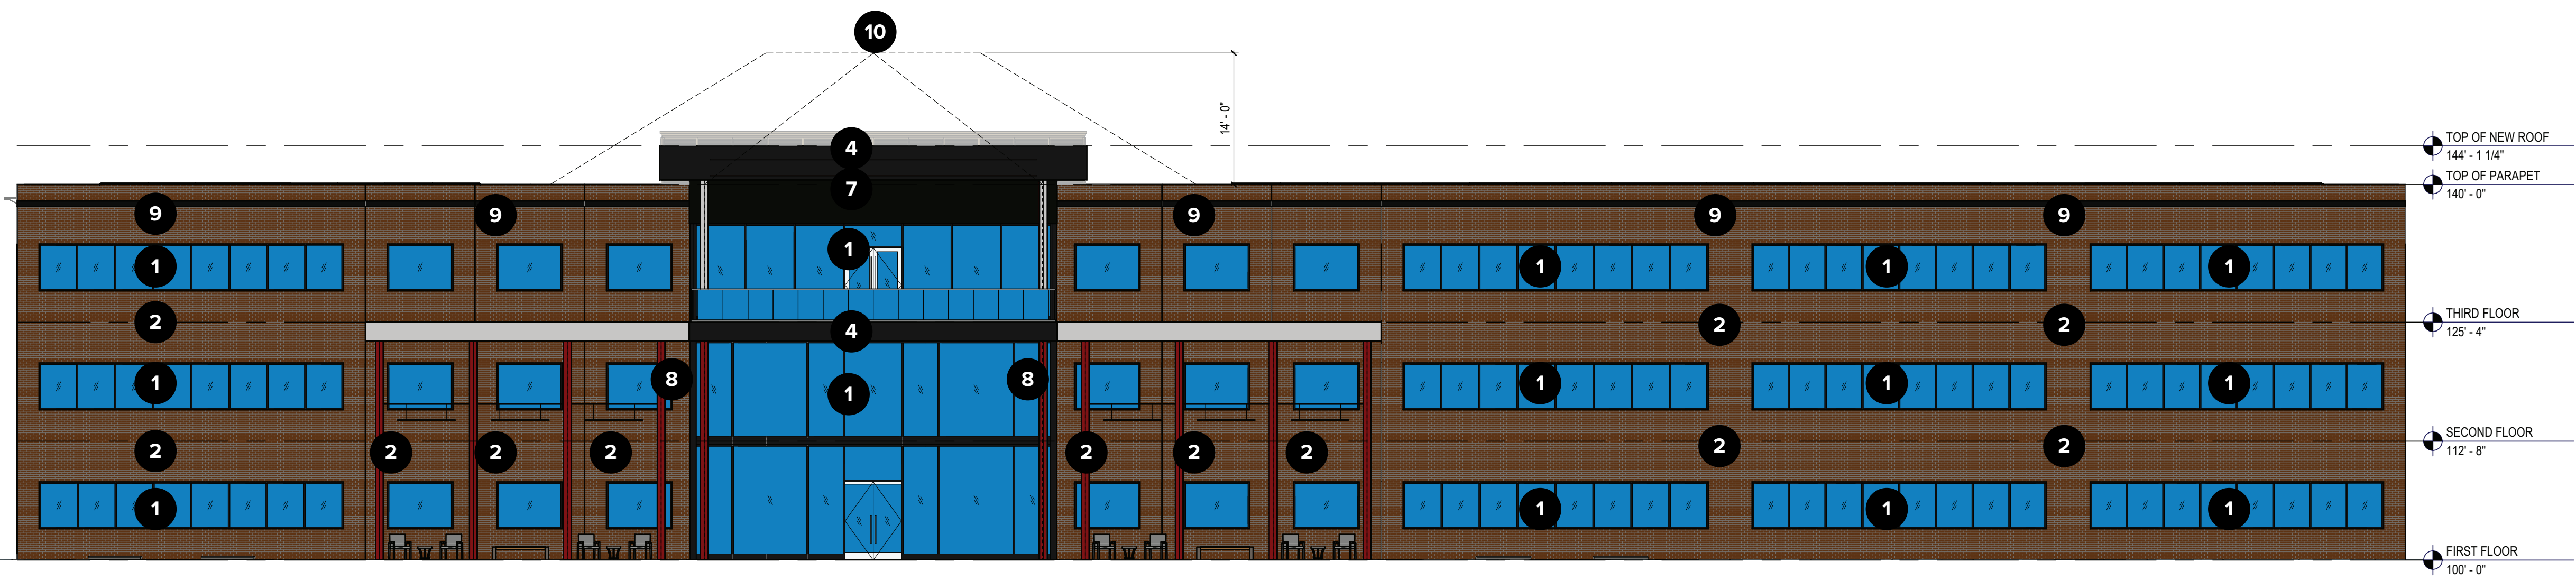 10
14' - 0"
4
TOP OF NEW ROOF
144' - 1 1/4"
7
TOP OF PARAPET
140' - 0"
9 9 9 9 9
1 1 1 1 1
2 4 2 2
THIRD FLOOR
125' - 4"
1 8 1 8 1 1 1
2 2 2 2 2 2 2 2 2
SECOND FLOOR
112' - 8"
1 1 1 1
FIRST FLOOR
100' - 0"